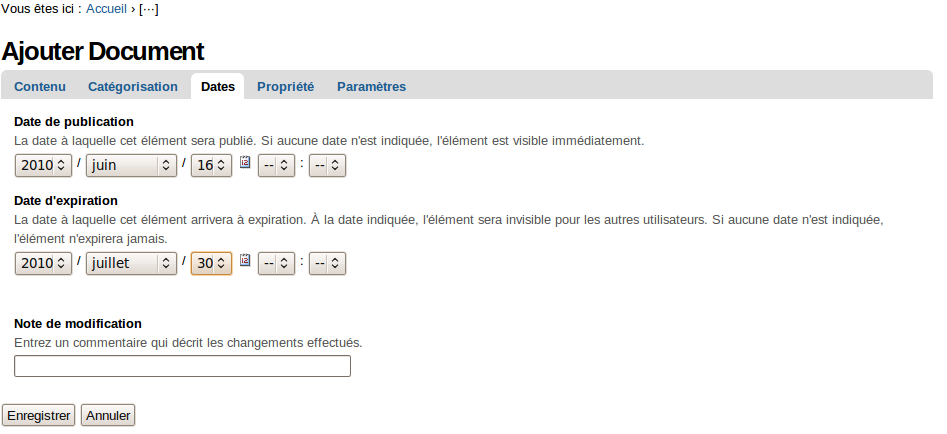 Vous êtes ici : Accueil › [···]
Ajouter Document
Contenu Catégorisation Dates Propriété Paramètres
Date de publication
La date à laquelle cet élément sera publié. Si aucune date n'est indiquée, l'élément est visible immédiatement.
2010 / juin / 16 -- : --
Date d'expiration
La date à laquelle cet élément arrivera à expiration. À la date indiquée, l'élément sera invisible pour les autres utilisateurs. Si aucune date n'est indiquée,
l'élément n'expirera jamais.
2010 / juillet / 30 -- : --
Note de modification
Entrez un commentaire qui décrit les changements effectués.
Enregistrer Annuler